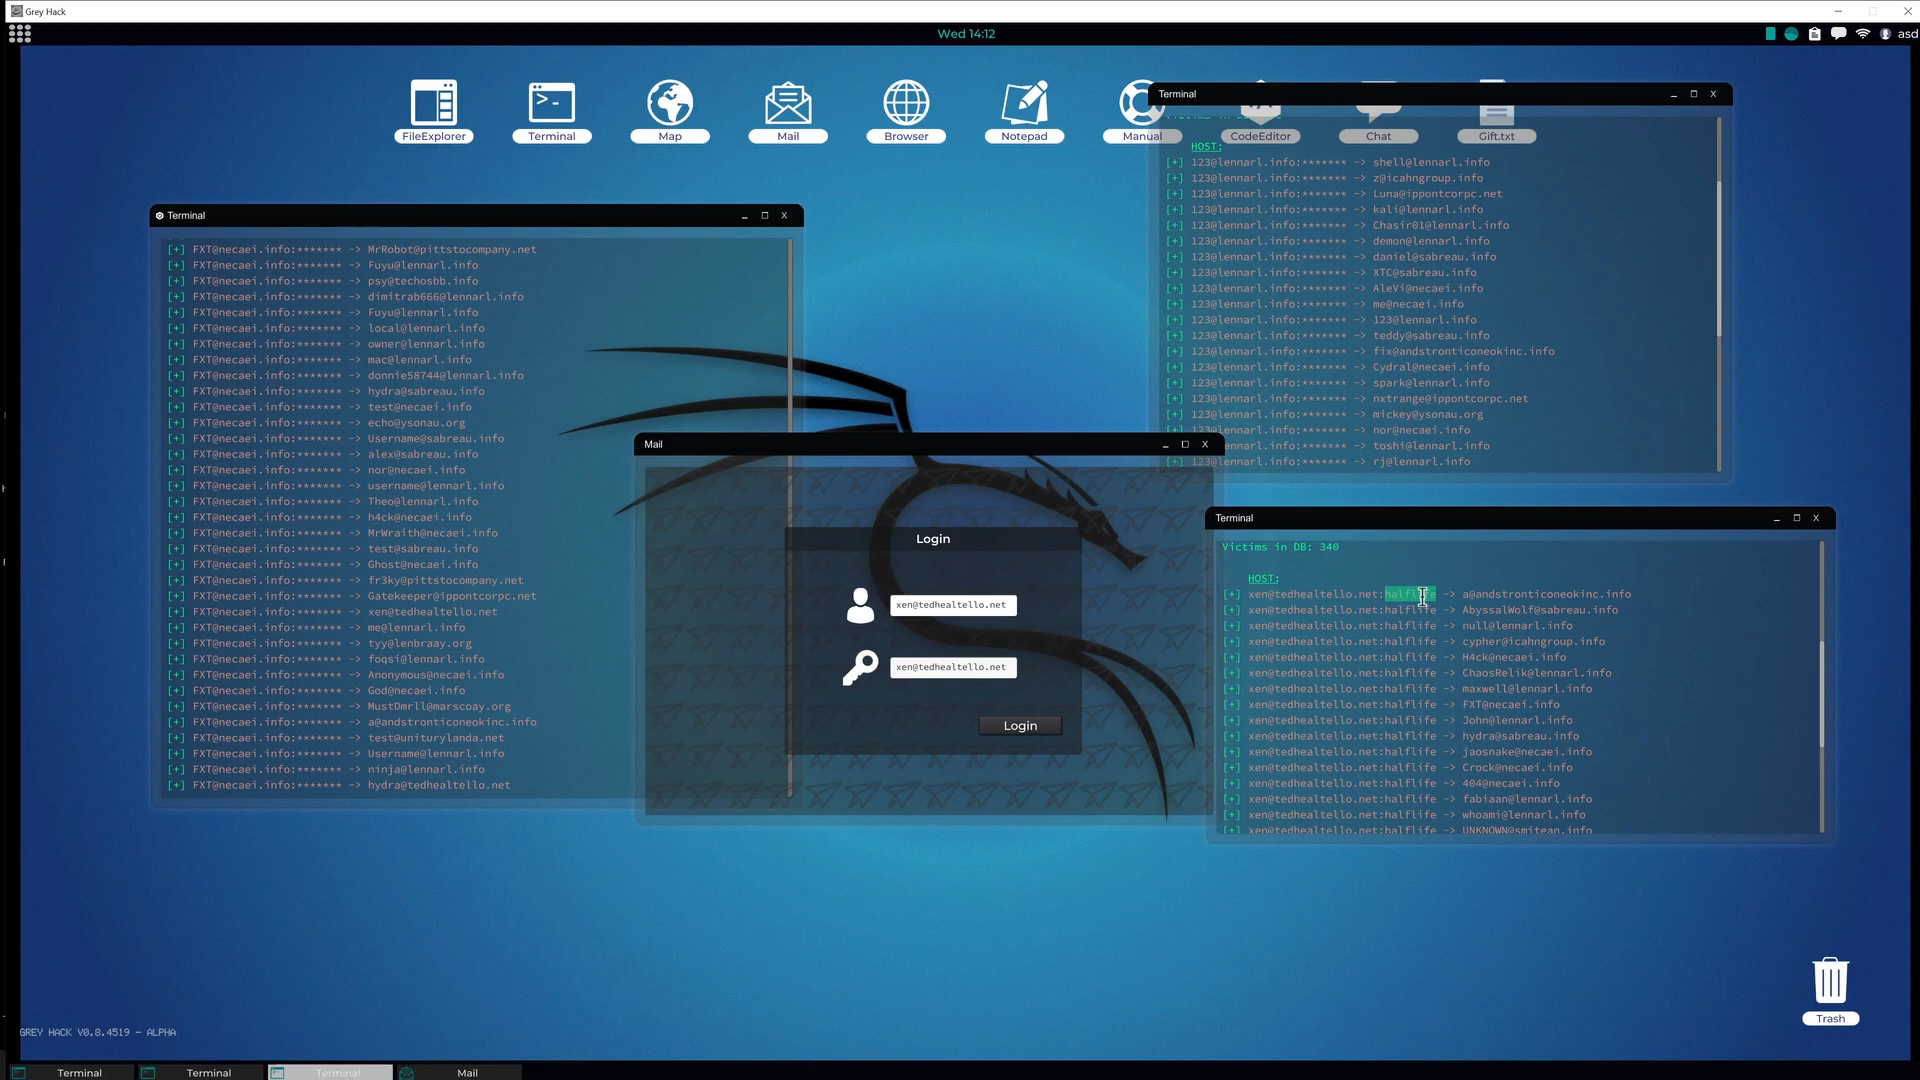 Grey Hack
Wed 14:12
asd
FileExplorer
Terminal
Map
Mail
Browser
Notepad
Manual
CodeEditor
Chat
Gift.txt
Terminal
[+] FXT@necaei.info:******* -> MrRobot@pittstocompany.net
[+] FXT@necaei.info:******* -> Fuyu@lennarl.info
[+] FXT@necaei.info:******* -> psy@techosbb.info
[+] FXT@necaei.info:******* -> dimitrab666@lennarl.info
[+] FXT@necaei.info:******* -> Fuyu@lennarl.info
[+] FXT@necaei.info:******* -> local@lennarl.info
[+] FXT@necaei.info:******* -> owner@lennarl.info
[+] FXT@necaei.info:******* -> mac@lennarl.info
[+] FXT@necaei.info:******* -> donnie58744@lennarl.info
[+] FXT@necaei.info:******* -> hydra@sabreau.info
[+] FXT@necaei.info:******* -> test@necaei.info
[+] FXT@necaei.info:******* -> echo@ysonau.org
[+] FXT@necaei.info:******* -> Username@sabreau.info
[+] FXT@necaei.info:******* -> alex@sabreau.info
[+] FXT@necaei.info:******* -> nor@necaei.info
[+] FXT@necaei.info:******* -> username@lennarl.info
[+] FXT@necaei.info:******* -> Theo@lennarl.info
[+] FXT@necaei.info:******* -> h4ck@necaei.info
[+] FXT@necaei.info:******* -> MrWraith@necaei.info
[+] FXT@necaei.info:******* -> test@sabreau.info
[+] FXT@necaei.info:******* -> Ghost@necaei.info
[+] FXT@necaei.info:******* -> fr3ky@pittstocompany.net
[+] FXT@necaei.info:******* -> Gatekeeper@ippontcorpc.net
[+] FXT@necaei.info:******* -> xen@tedhealtello.net
[+] FXT@necaei.info:******* -> me@lennarl.info
[+] FXT@necaei.info:******* -> tyy@lenbraay.org
[+] FXT@necaei.info:******* -> foqsi@lennarl.info
[+] FXT@necaei.info:******* -> Anonymous@necaei.info
[+] FXT@necaei.info:******* -> God@necaei.info
[+] FXT@necaei.info:******* -> MustDmrll@marscoay.org
[+] FXT@necaei.info:******* -> a@andstronticoneokinc.info
[+] FXT@necaei.info:******* -> test@uniturylanda.net
[+] FXT@necaei.info:******* -> Username@lennarl.info
[+] FXT@necaei.info:******* -> ninja@lennarl.info
[+] FXT@necaei.info:******* -> hydra@tedhealtello.net
Terminal
HOST:
[+] 123@lennarl.info:******* -> shell@lennarl.info
[+] 123@lennarl.info:******* -> z@icahngroup.info
[+] 123@lennarl.info:******* -> Luna@ippontcorpc.net
[+] 123@lennarl.info:******* -> kali@lennarl.info
[+] 123@lennarl.info:******* -> Chasir01@lennarl.info
[+] 123@lennarl.info:******* -> demon@lennarl.info
[+] 123@lennarl.info:******* -> daniel@sabreau.info
[+] 123@lennarl.info:******* -> XTC@sabreau.info
[+] 123@lennarl.info:******* -> AleVi@necaei.info
[+] 123@lennarl.info:******* -> me@necaei.info
[+] 123@lennarl.info:******* -> 123@lennarl.info
[+] 123@lennarl.info:******* -> teddy@sabreau.info
[+] 123@lennarl.info:******* -> fix@andstronticoneokinc.info
[+] 123@lennarl.info:******* -> Cydral@necaei.info
[+] 123@lennarl.info:******* -> spark@lennarl.info
[+] 123@lennarl.info:******* -> nxtrange@ippontcorpc.net
[+] 123@lennarl.info:******* -> mickey@ysonau.org
[+] 123@lennarl.info:******* -> nor@necaei.info
lennarl.info:******* -> toshi@lennarl.info
[+] 123@lennarl.info:******* -> rj@lennarl.info
Mail
Login
xen@tedhealtello.net
xen@tedhealtello.net
Login
Terminal
Victims in DB: 340
HOST:
[+] xen@tedhealtello.net:halflife -> a@andstronticoneokinc.info
[+] xen@tedhealtello.net:halflife -> AbyssalWolf@sabreau.info
[+] xen@tedhealtello.net:halflife -> null@lennarl.info
[+] xen@tedhealtello.net:halflife -> cypher@icahngroup.info
[+] xen@tedhealtello.net:halflife -> H4ck@necaei.info
[+] xen@tedhealtello.net:halflife -> ChaosRelik@lennarl.info
[+] xen@tedhealtello.net:halflife -> maxwell@lennarl.info
[+] xen@tedhealtello.net:halflife -> FXT@necaei.info
[+] xen@tedhealtello.net:halflife -> John@lennarl.info
[+] xen@tedhealtello.net:halflife -> hydra@sabreau.info
[+] xen@tedhealtello.net:halflife -> jaosnake@necaei.info
[+] xen@tedhealtello.net:halflife -> Crock@necaei.info
[+] xen@tedhealtello.net:halflife -> 404@necaei.info
[+] xen@tedhealtello.net:halflife -> fabiaan@lennarl.info
[+] xen@tedhealtello.net:halflife -> whoami@lennarl.info
[+] xen@tedhealtello.net:halflife -> UNKNOWN@smitean.info
Trash
GREY HACK V0.8.4519 - ALPHA
Terminal
Terminal
Terminal
Mail